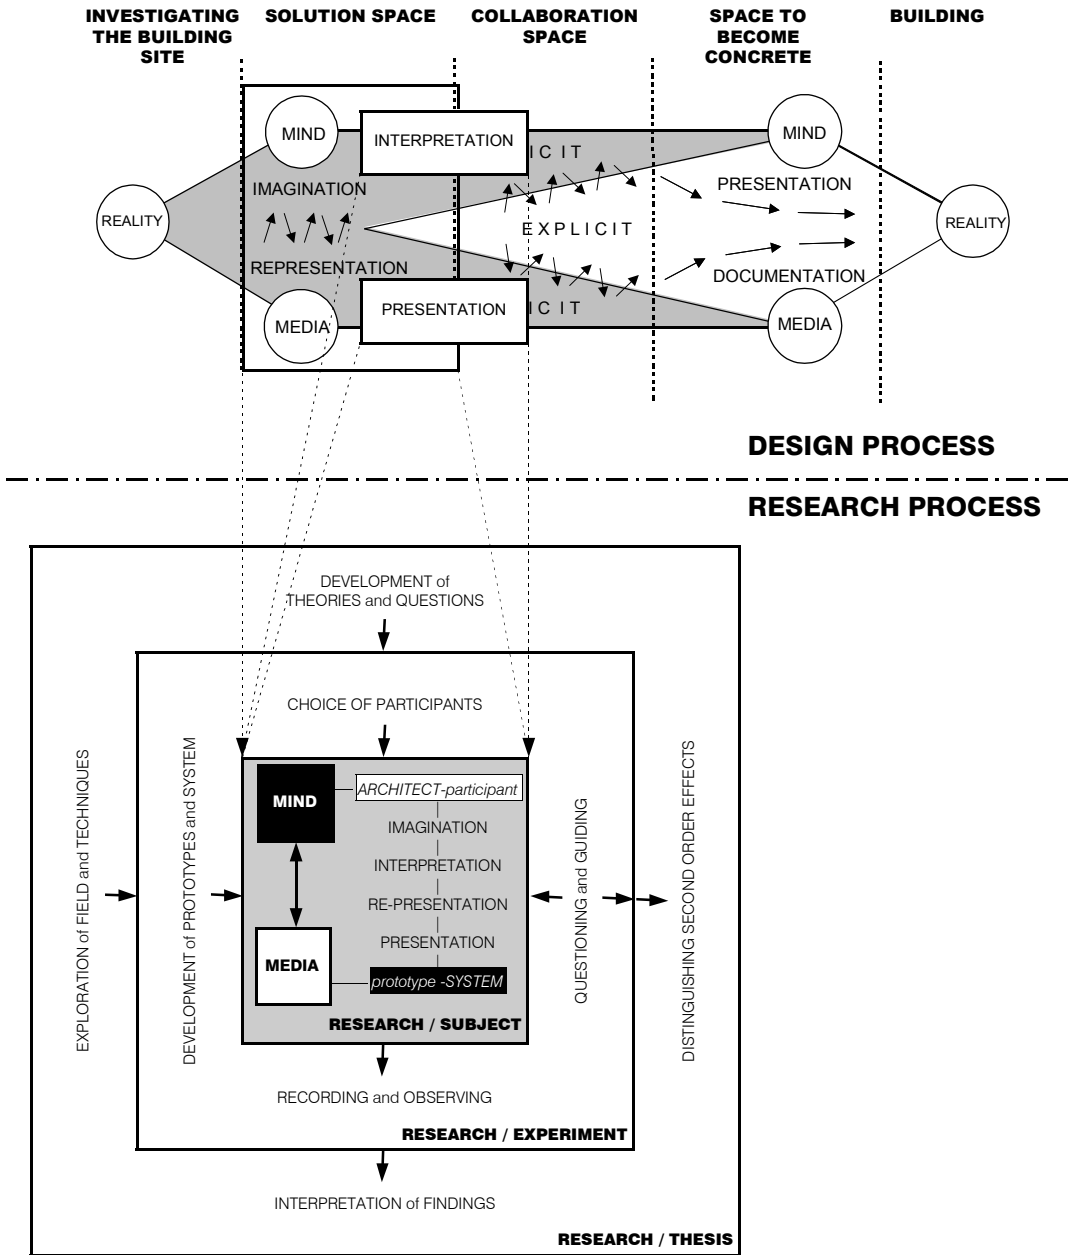 INVESTIGATING
THE BUILDING
SITE
SOLUTION SPACE
COLLABORATION
SPACE
SPACE TO
BECOME
CONCRETE
BUILDING
MIND
INTERPRETATION
ICIT
MIND
IMAGINATION
PRESENTATION
REALITY
EXPLICIT
REALITY
REPRESENTATION
DOCUMENTATION
MEDIA
PRESENTATION
ICIT
MEDIA
DESIGN PROCESS
RESEARCH PROCESS
DEVELOPMENT of
THEORIES and QUESTIONS
CHOICE OF PARTICIPANTS
EXPLORATION of FIELD and TECHNIQUES
DEVELOPMENT of PROTOTYPES and SYSTEM
MIND
ARCHITECT-participant
IMAGINATION
INTERPRETATION
RE-PRESENTATION
PRESENTATION
MEDIA
prototype -SYSTEM
RESEARCH / SUBJECT
QUESTIONING and GUIDING
DISTINGUISHING SECOND ORDER EFFECTS
RECORDING and OBSERVING
RESEARCH / EXPERIMENT
INTERPRETATION of FINDINGS
RESEARCH / THESIS